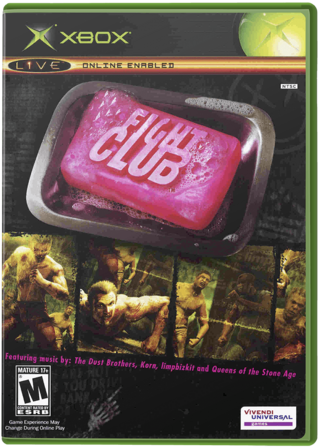 XBOX
LIVE ONLINE ENABLED
NTSC
FIGHT
CLUB
Featuring music by: The Dust Brothers, Korn, limpbizkit and Queens of the Stone Age
MATURE 17+
M
CONTENT RATED BY
ESRB
Game Experience May
Change During Online Play
VIVENDI
UNIVERSAL
games